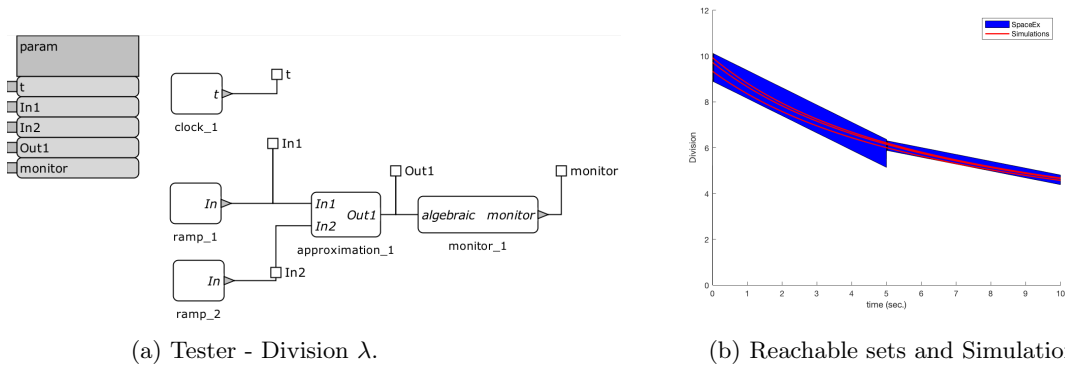 param
t
In1
In2
Out1
monitor
t
t
clock_1
In1
In
ramp_1
In
ramp_2
In2
In1
In2
Out1
approximation_1
Out1
algebraic monitor
monitor_1
monitor
(a) Tester - Division λ.
12
10
8
6
4
2
0
Division
0 1 2 3 4 5 6 7 8 9 10
time (sec.)
SpaceEx
Simulations
(b) Reachable sets and Simulation